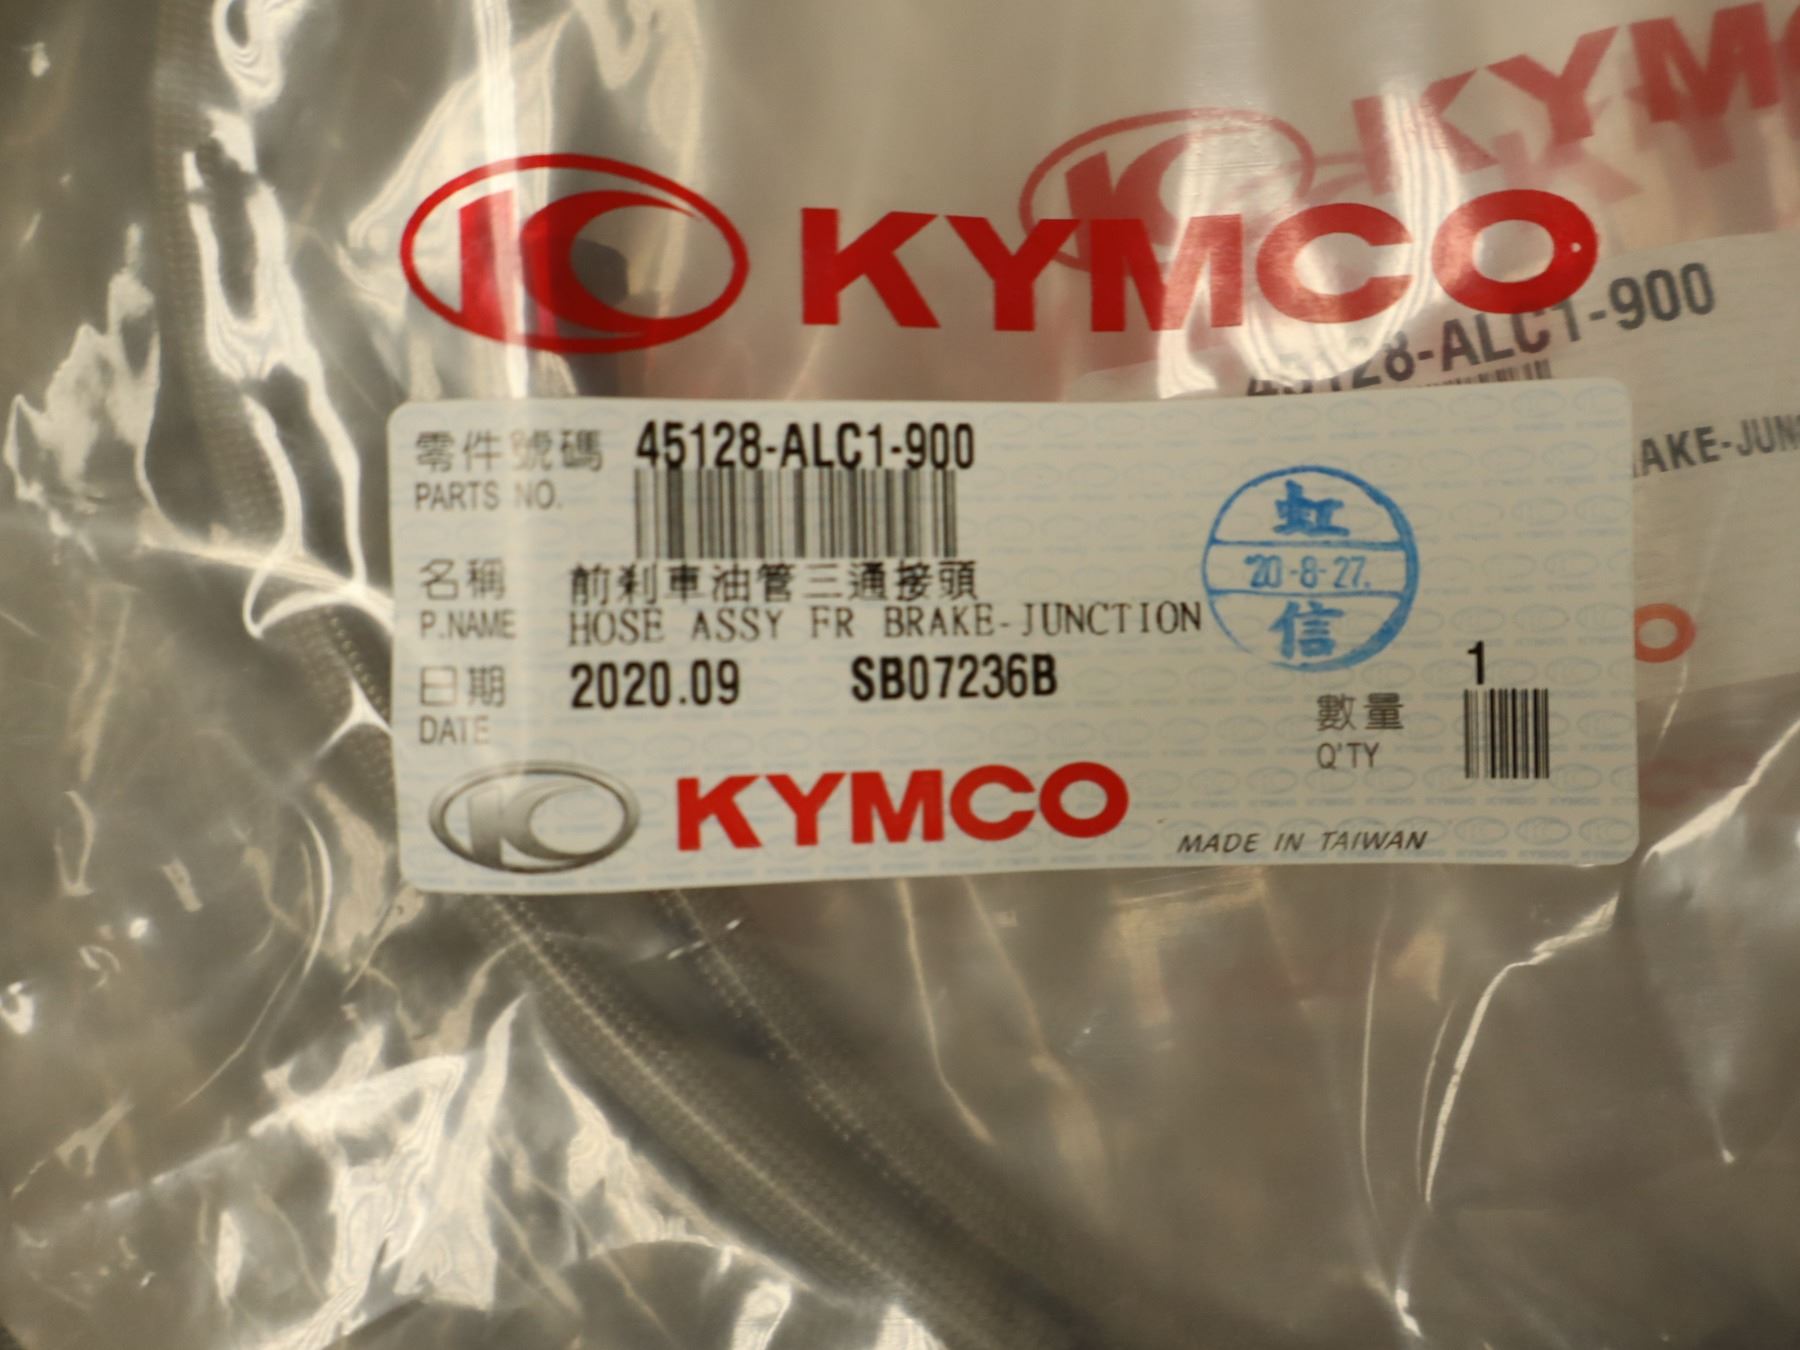 KYMCO
KYMCO
45128-ALC1-900
零件號碼 45128-ALC1-900
PARTS NO.
名稱 前剎車油管三通接頭
P.NAME HOSE ASSY FR BRAKE-JUNCTION
日期 2020.09 SB07236B
DATE
虹
'20-8-27.
信
1
數量
Q'TY
KYMCO
MADE IN TAIWAN